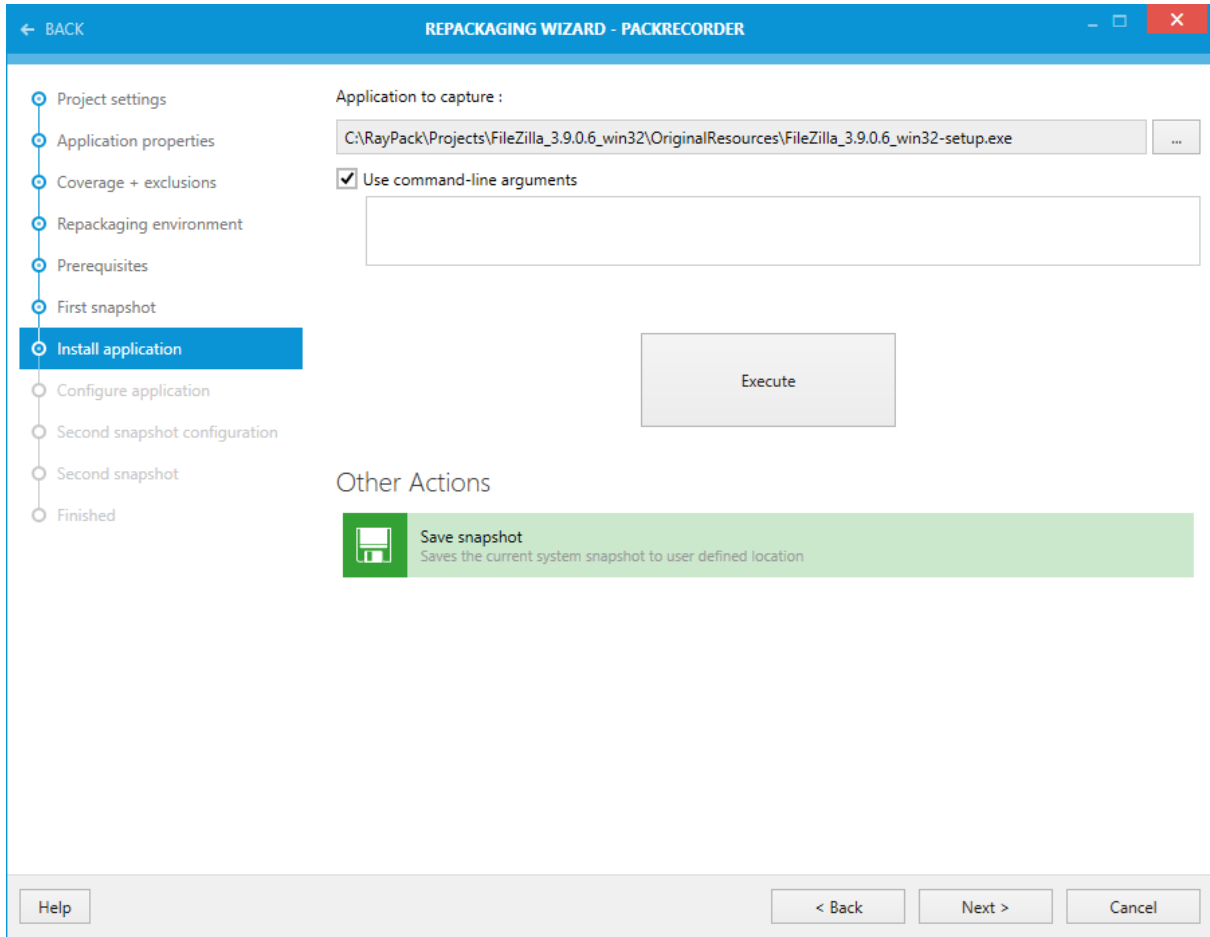 ← BACK
REPACKAGING WIZARD - PACKRECORDER
Project settings
Application properties
Coverage + exclusions
Repackaging environment
Prerequisites
First snapshot
Install application
Configure application
Second snapshot configuration
Second snapshot
Finished
Application to capture :
C:\RayPack\Projects\FileZilla_3.9.0.6_win32\OriginalResources\FileZilla_3.9.0.6_win32-setup.exe
...
Use command-line arguments
Execute
Other Actions
Save snapshot
Saves the current system snapshot to user defined location
Help
< Back
Next >
Cancel